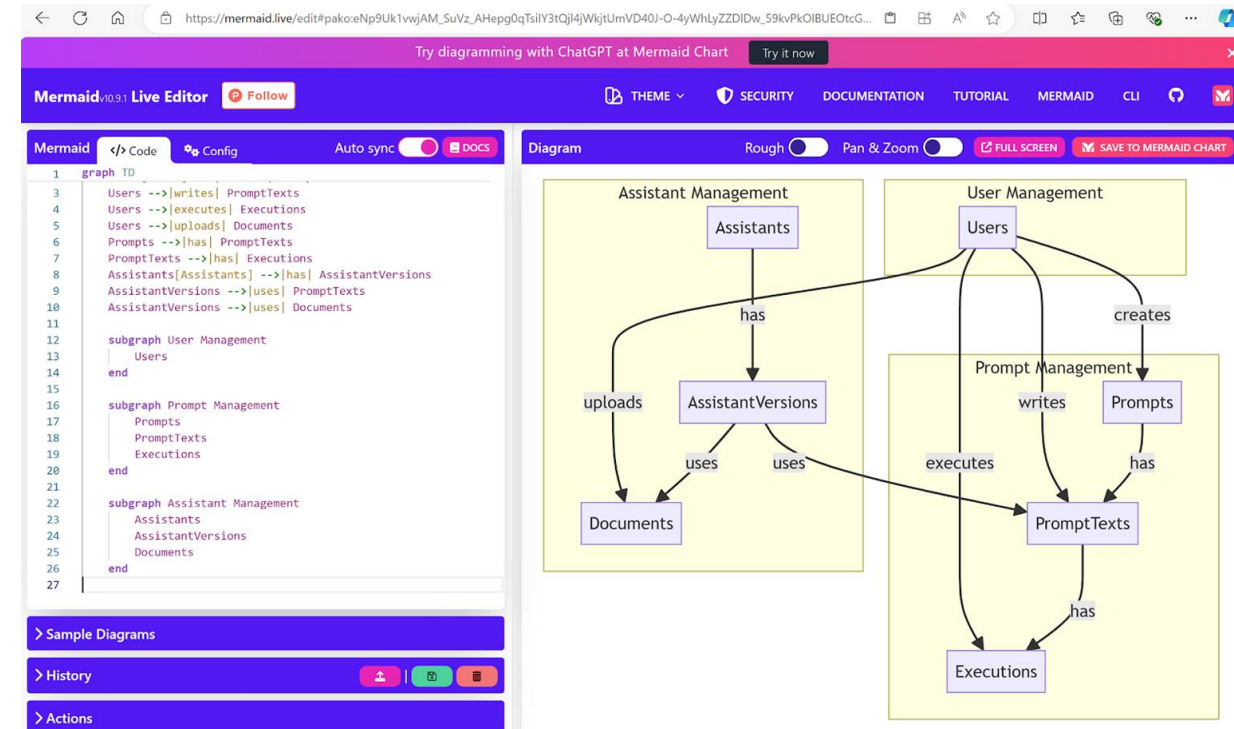 https://mermaid.live/edit#pako:eNp9Uk1vwjAM_SuVz_AHepg0qTsiIY3tQjl4jWkjtUmVD40J-O-4yWhLyZZDIDw_59kvPkOlBUEOtcG...
Try diagramming with ChatGPT at Mermaid Chart Try it now
Mermaid v10.9.1 Live Editor Follow THEME SECURITY DOCUMENTATION TUTORIAL MERMAID CLI
Mermaid </> Code Config Auto sync DOCS
1 graph TD
3 Users -->|writes| PromptTexts
4 Users -->|executes| Executions
5 Users -->|uploads| Documents
6 Prompts -->|has| PromptTexts
7 PromptTexts -->|has| Executions
8 Assistants[Assistants] -->|has| AssistantVersions
9 AssistantVersions -->|uses| PromptTexts
10 AssistantVersions -->|uses| Documents
11
12 subgraph User Management
13 Users
14 end
15
16 subgraph Prompt Management
17 Prompts
18 PromptTexts
19 Executions
20 end
21
22 subgraph Assistant Management
23 Assistants
24 AssistantVersions
25 Documents
26 end
27
Sample Diagrams
History
Actions
Diagram Rough Pan & Zoom FULL SCREEN SAVE TO MERMAID CHART
Assistant Management User Management
Assistants Users
has creates
Prompt Management
uploads AssistantVersions writes Prompts
uses uses executes has
Documents PromptTexts
has
Executions